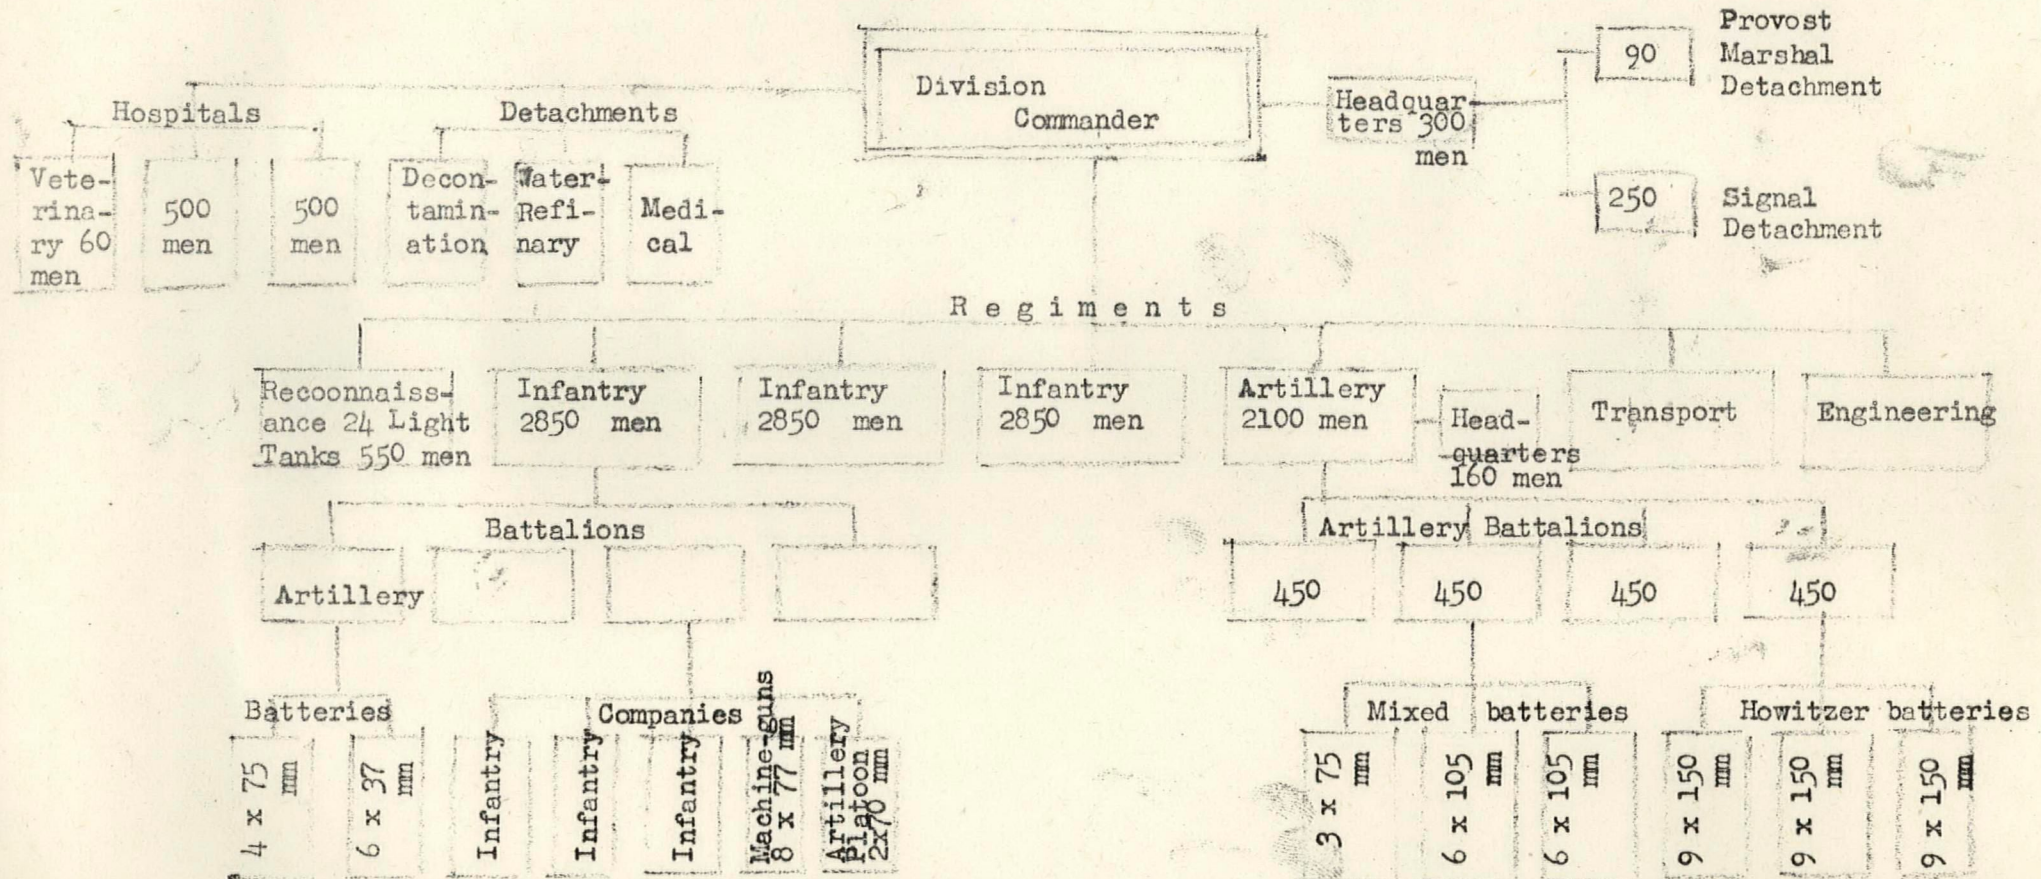 Provost
Marshal
Detachment
90
Division
Commander
Headquar-
ters 300
men
250
Signal
Detachment
Hospitals
Detachments
Vete-
rina-
ry 60
men
500
men
500
men
Decon-
tamin-
ation
Water-
Refi-
nary
Medi-
cal
Regiments
Recoonnaiss-
ance 24 Light
Tanks 550 men
Infantry
2850 men
Infantry
2850 men
Infantry
2850 men
Artillery
2100 men
Head-
quarters
160 men
Transport
Engineering
Battalions
Artillery
Artillery Battalions
450
450
450
450
Batteries
4 x 75
mm
6 x 37
mm
Companies
Infantry
Infantry
Infantry
Machine-guns
8 x 77 mm
Artillery
Platoon
2x70 mm
Mixed batteries
3 x 75
mm
6 x 105
mm
6 x 105
mm
Howitzer batteries
9 x 150
mm
9 x 150
mm
9 x 150
mm